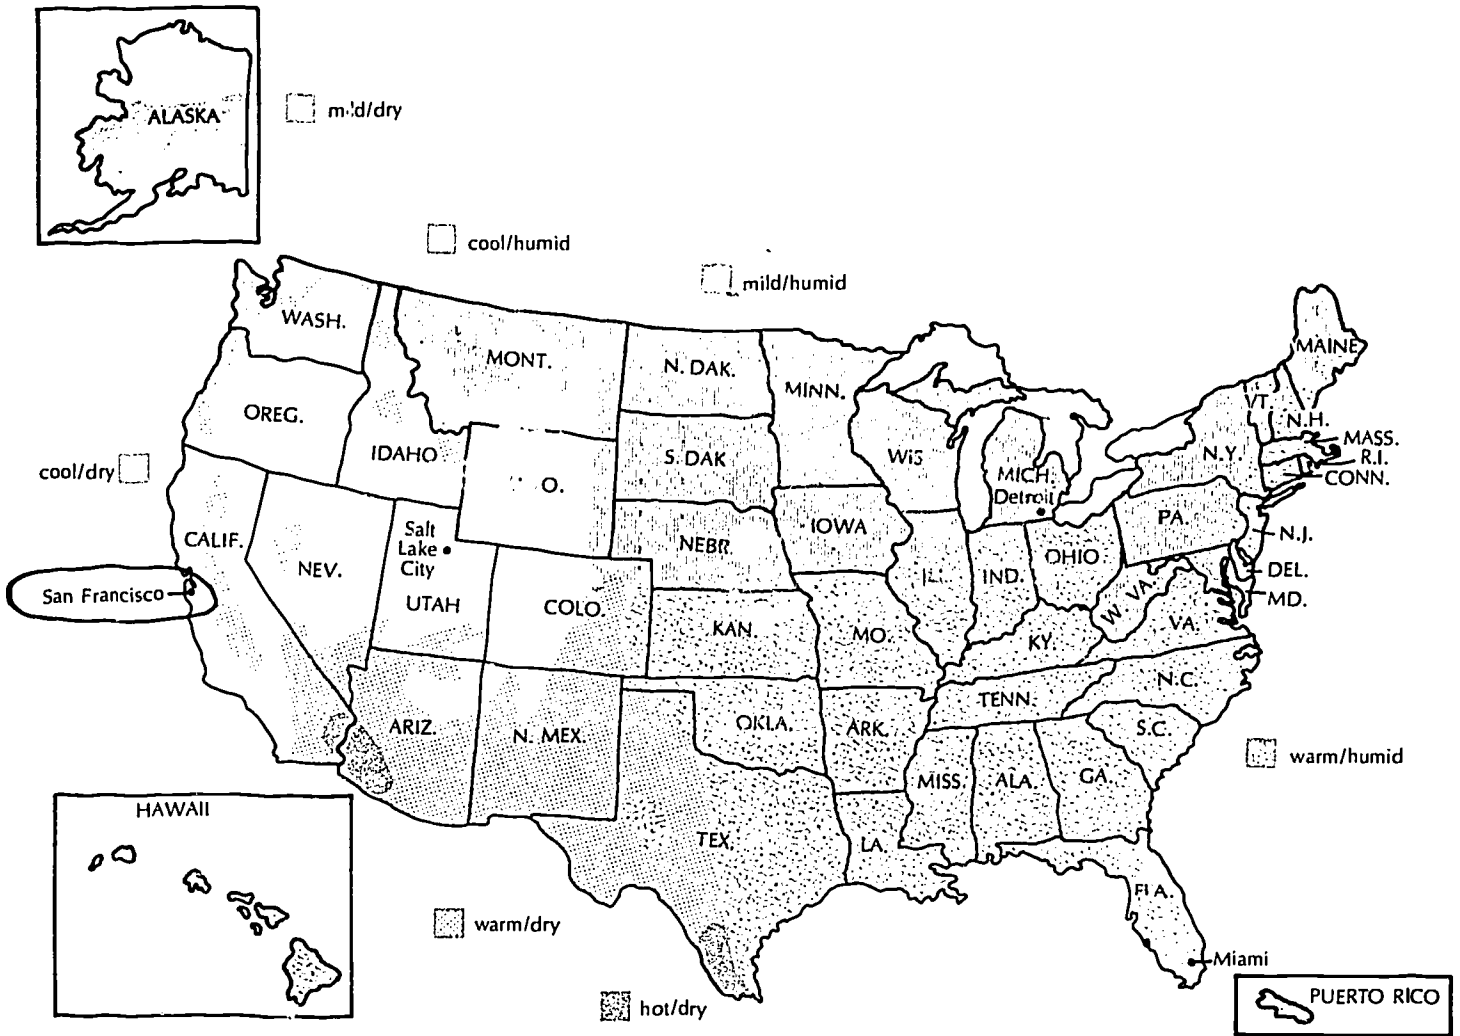 ALASKA
mild/dry
cool/humid
mild/humid
WASH.
MONT.
N. DAK.
MINN.
MAINE
OREG.
IDAHO
S. DAK
WIS
MICH.
Detroit
N.Y.
VT.
N.H.
MASS.
R.I.
CONN.
cool/dry
O.
CALIF.
NEV.
Salt
Lake
City
UTAH
COLO.
NEBR.
IOWA
ILL.
IND.
OHIO
PA.
N.J.
DEL.
MD.
San Francisco
KAN.
MO.
KY.
W VA.
VA.
ARIZ.
N. MEX.
OKLA.
ARK.
TENN.
N.C.
S.C.
warm/humid
TEX.
LA.
MISS.
ALA.
GA.
FLA.
Miami
HAWAII
warm/dry
hot/dry
PUERTO RICO